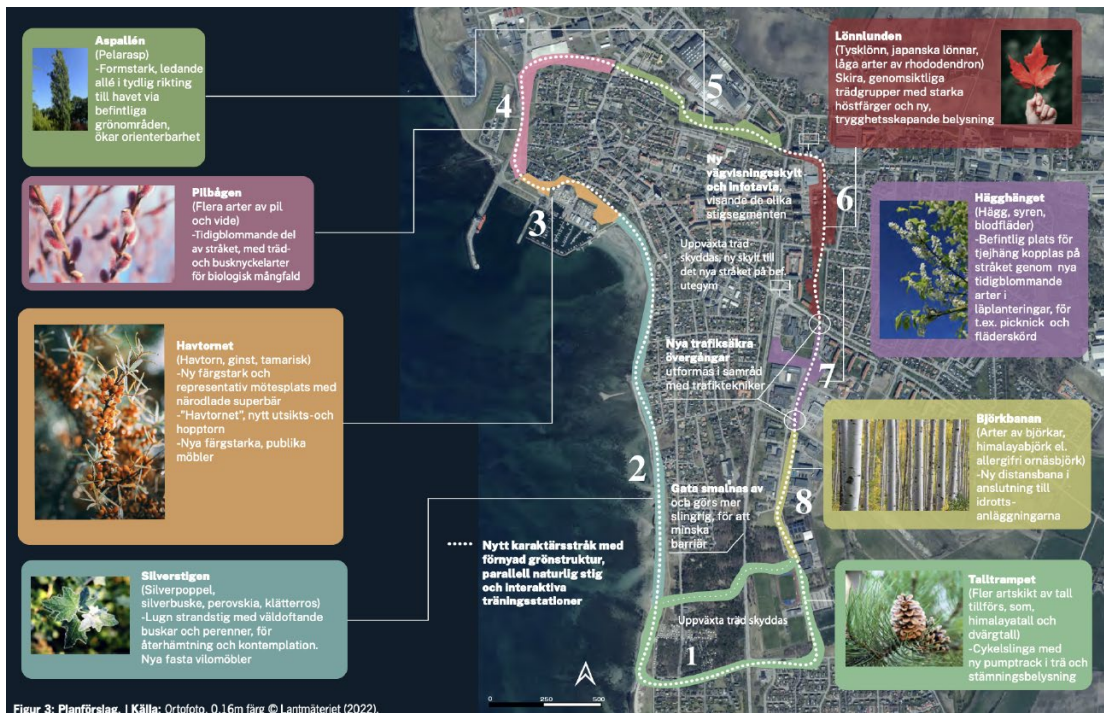 Aspallén
(Pelarasp)
-Formstark, ledande
allé i tydlig rikting
till havet via
befintliga
grönområden,
ökar orienterbarhet
Pilbågen
(Flera arter av pil
och vide)
-Tidigblommande del
av stråket, med träd-
och busknyckelarter
för biologisk mångfald
Havtornet
(Havtorn, ginst, tamarisk)
-Ny färgstark och
representativ mötesplats med
närodlade superbär
-"Havtornet", nytt utsikts-och
hopptorn
-Nya färgstarka, publika
möbler
Silverstigen
(Silverpoppel,
silverbuske, perovskia, klätterros)
-Lugn strandstig med väldoftande
buskar och perenner, för
återhämtning och kontemplation.
Nya fasta vilomöbler
4
5
3
6
2
7
8
1
Ny
vägvisningsskylt
och infotavla,
visande de olika
stigsegmenten
Uppväxta träd
skyddas, ny skylt till
det nya stråket på bef.
utegym
Nya trafiksäkra
övergångar
utformas i samråd
med trafiktekniker
Gata smalnas av
och görs mer
slingrig, för att
minska
barriär
Nytt karaktärsstråk med
förnyad grönstruktur,
parallell naturlig stig
och interaktiva
träningsstationer
Uppväxta träd skyddas
0 250 500
Lönnlunden
(Tysklönn, japanska lönnar,
låga arter av rhododendron)
Skira, genomsiktliga
trädgrupper med starka
höstfärger och ny,
trygghetsskapande belysning
Hägghänget
(Hägg, syren,
blodfläder)
-Befintlig plats för
tjejhäng kopplas på
stråket genom nya
tidigblommande
arter i
läplanteringar, för
t.ex. picknick och
fläderskörd
Björkbanan
(Arter av björkar,
himalayabjörk el.
allergifri ornäsbjörk)
-Ny distansbana i
anslutning till
idrotts-
anläggningarna
Talltrampet
(Fler artskikt av tall
tillförs, som,
himalayatall och
dvärgtall)
-Cykelslinga med
ny pumptrack i trä och
stämningsbelysning
Figur 3: Planförslag. | Källa: Ortofoto, 0.16m färg © Lantmäteriet (2022).